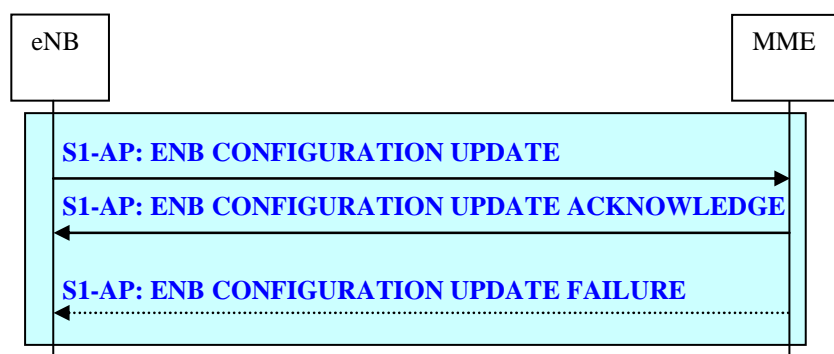 eNB
MME
S1-AP: ENB CONFIGURATION UPDATE
S1-AP: ENB CONFIGURATION UPDATE ACKNOWLEDGE
S1-AP: ENB CONFIGURATION UPDATE FAILURE